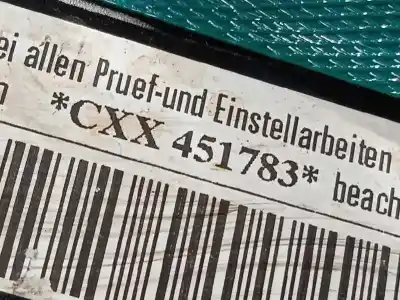 ei allen Pruef-und Einstellarbeiten
n *CXX 451783* beach